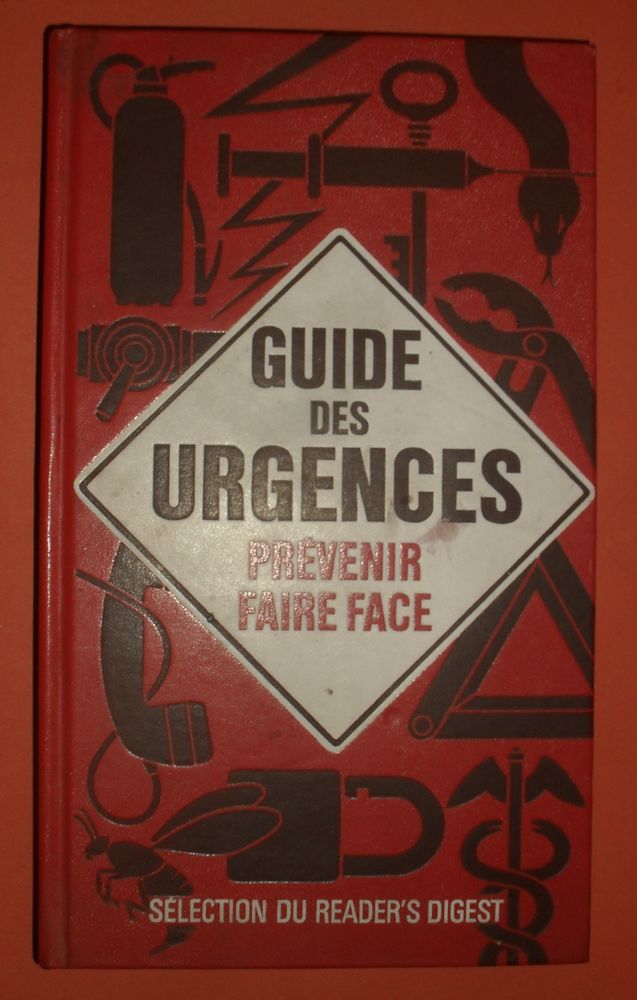 GUIDE
DES
URGENCES
PRÉVENIR
FAIRE FACE
SÉLECTION DU READER'S DIGEST